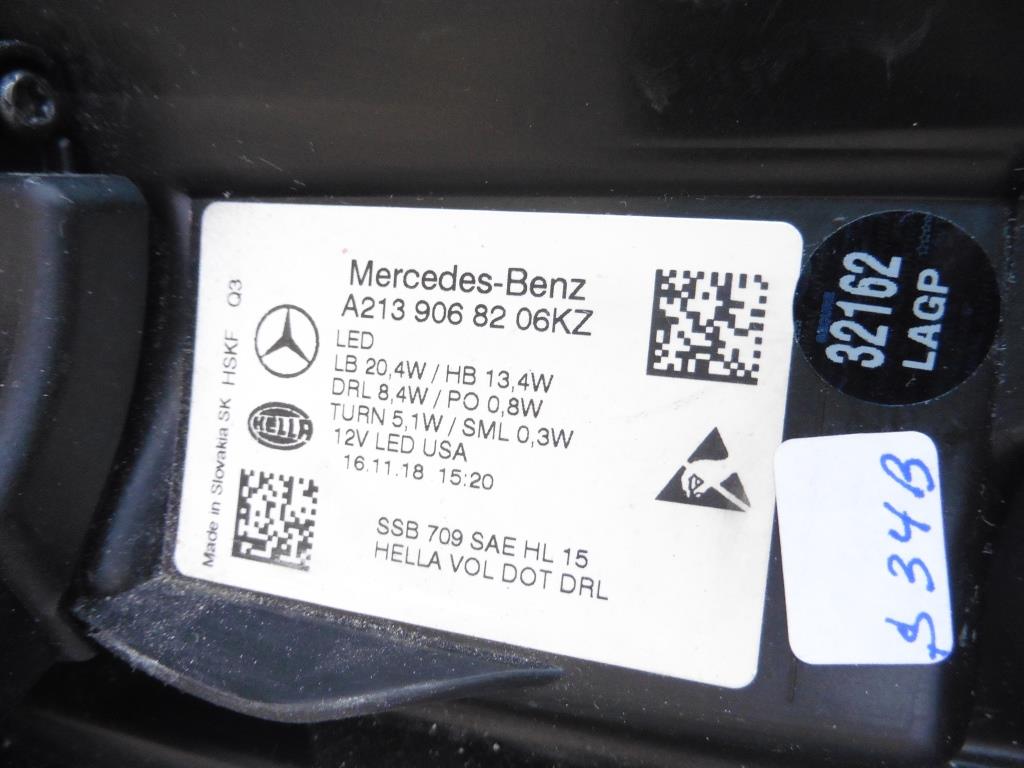 Mercedes-Benz
A213 906 82 06KZ
LED
LB 20,4W / HB 13,4W
DRL 8,4W / PO 0,8W
TURN 5,1W / SML 0,3W
12V LED USA
16.11.18 15:20
SSB 709 SAE HL 15
HELLA VOL DOT DRL
Made in Slovakia SK HSKF Q3
HELLA
32162
LAGP